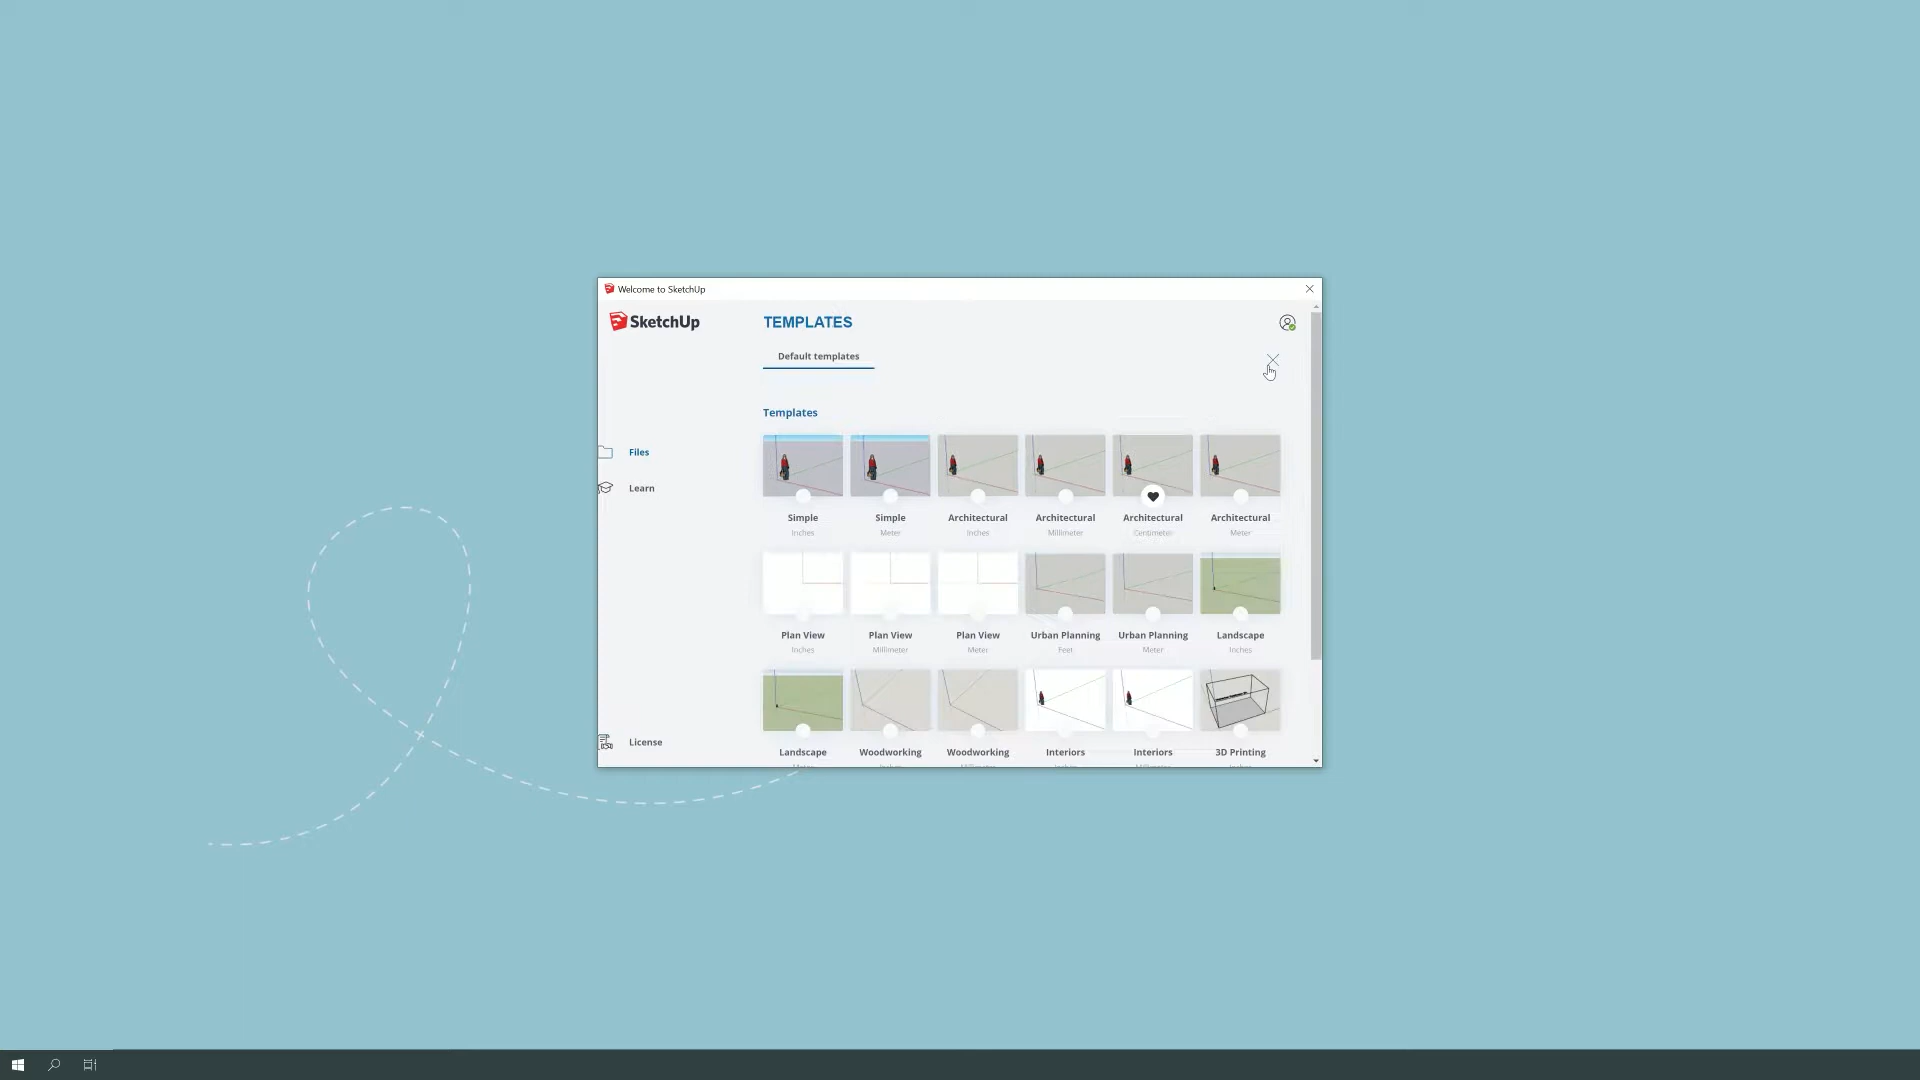 Welcome to SketchUp
SketchUp
TEMPLATES
Default templates
Templates
Files
Learn
Simple Simple Architectural Architectural Architectural Architectural
Inches Meter Inches Millimeter Centimeter Meter
Plan View Plan View Plan View Urban Planning Urban Planning Landscape
Inches Millimeter Meter Feet Meter Inches
License
Landscape Woodworking Woodworking Interiors Interiors 3D Printing